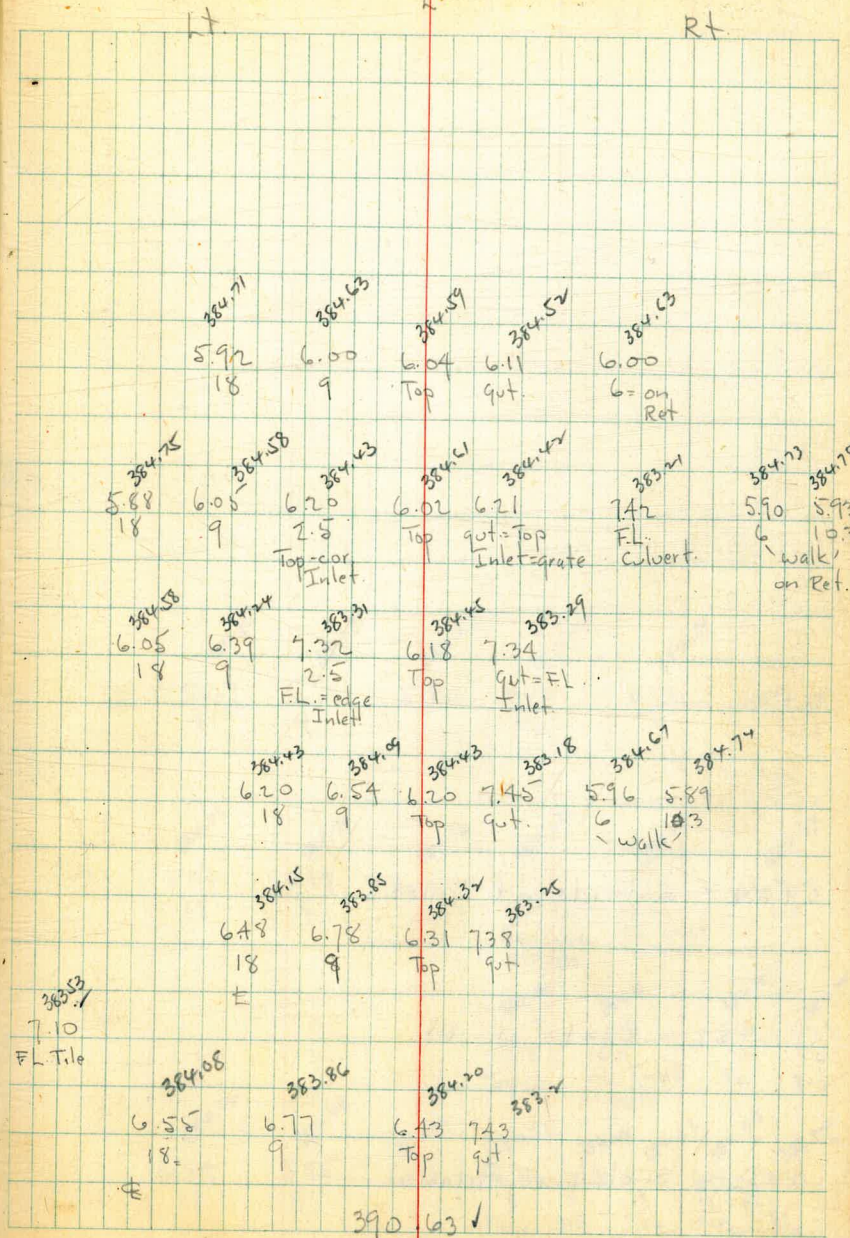 Lt. Rt
384.71 384.63 384.59 384.52 384.63
5.92 6.00 6.04 6.11 6.00
18 9 Top gut. 6 = on
Ret
384.75 384.58 384.43 384.61 384.42 383.21 384.73
5.88 6.05 6.20 6.02 6.21 7.42 5.90 5.93
18 9 2.5 Top gut. = Top F.L. 6
Top-cor. Inlet=grate Culvert. walk
Inlet. on Ret.
384.58 384.24 383.31 384.45 383.29
6.05 6.39 7.32 6.18 7.34
18 9 2.5 Top gut = F.L.
F.L. = edge Inlet.
Inlet
384.43 384.09 384.43 383.18 384.67 384.74
6.20 6.54 6.20 7.45 5.96 5.89
18 9 Top gut. 6 10.3
walk
384.15 383.85 384.32 383.25
6.48 6.78 6.31 7.38
18 9 Top gut.
℄
383.53 ✓
7.10
F.L. Tile
384.08 383.86 384.20 383.2
6.55 6.77 6.43 7.43
18= 9 Top gut.
℄
390.63 ✓